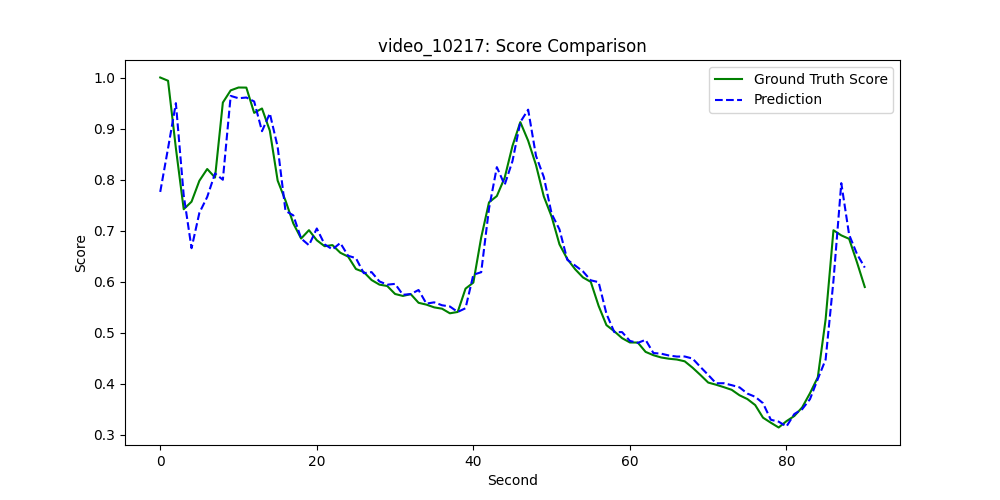 video_10217: Score Comparison
Ground Truth Score
Prediction
1.0
0.9
0.8
0.7
0.6
0.5
0.4
0.3
Score
0 20 40 60 80
Second